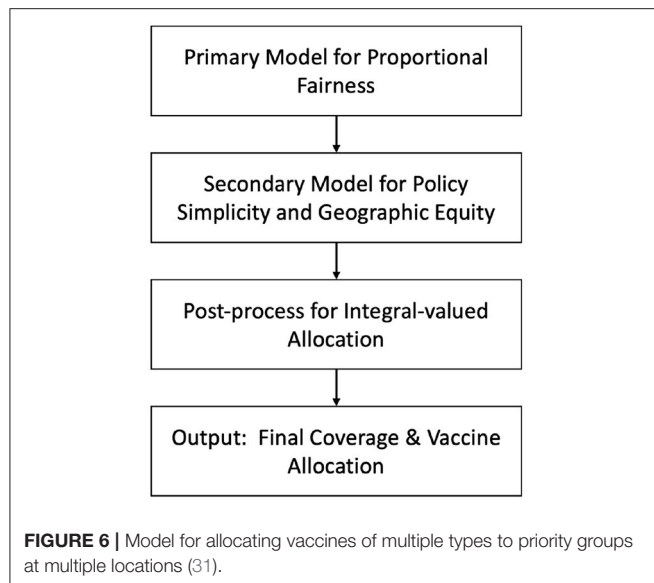 Primary Model for Proportional
Fairness
Secondary Model for Policy
Simplicity and Geographic Equity
Post-process for Integral-valued
Allocation
Output:  Final Coverage & Vaccine
Allocation
FIGURE 6 | Model for allocating vaccines of multiple types to priority groups
at multiple locations (31).